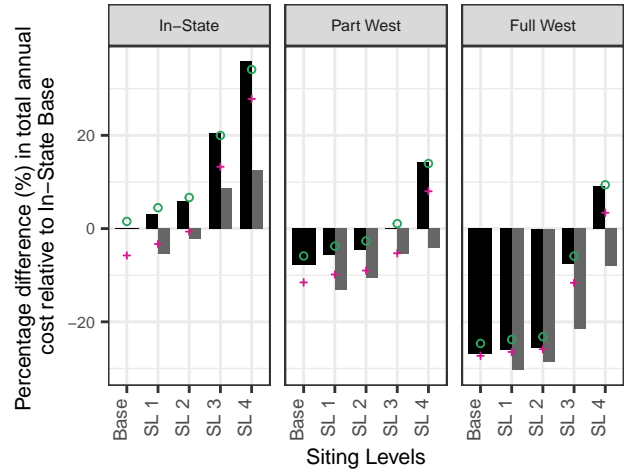 In−State Part West Full West
Percentage difference (%) in total annual
cost relative to In−State Base
20
0
−20
Base SL 1 SL 2 SL 3 SL 4 Base SL 1 SL 2 SL 3 SL 4 Base SL 1 SL 2 SL 3 SL 4
Siting Levels